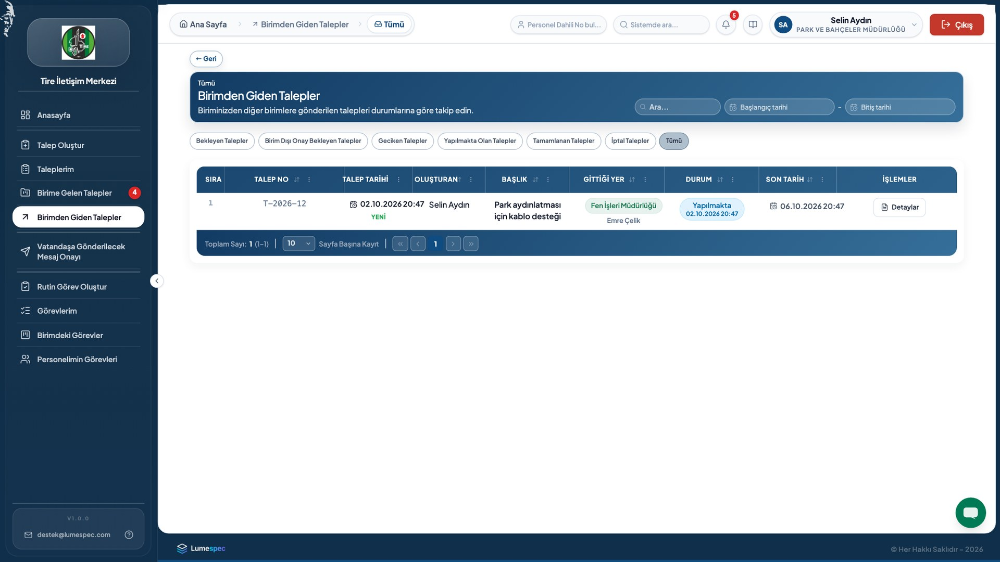 Tire İletişim Merkezi
Anasayfa
Talep Oluştur
Taleplerim
Birime Gelen Talepler 4
Birimden Giden Talepler
Vatandaşa Gönderilecek
Mesaj Onayı
Rutin Görev Oluştur
Görevlerim
Birimdeki Görevler
Personelimin Görevleri
V1.0.0
destek@lumespec.com
Ana Sayfa Birimden Giden Talepler Tümü
Personel Dahili No bul... Sistemde ara... 5
SA Selin Aydın
PARK VE BAHÇELER MÜDÜRLÜĞÜ
Çıkış
← Geri
Tümü
Birimden Giden Talepler
Biriminizden diğer birimlere gönderilen talepleri durumlarına göre takip edin.
Ara... Başlangıç tarihi - Bitiş tarihi
Bekleyen Talepler Birim Dışı Onay Bekleyen Talepler Geciken Talepler Yapılmakta Olan Talepler Tamamlanan Talepler İptal Talepler Tümü
SIRA TALEP NO TALEP TARİHİ OLUŞTURAN BAŞLIK GİTTİĞİ YER DURUM SON TARİH İŞLEMLER
1 T-2026-12 02.10.2026 20:47 Selin Aydın Park aydınlatması Fen İşleri Müdürlüğü Yapılmakta 06.10.2026 20:47 Detaylar
YENİ için kablo desteği Emre Çelik 02.10.2026 20:47
Toplam Sayı: 1 (1-1) | 10 Sayfa Başına Kayıt | « ‹ 1 › »
Lumespec
© Her Hakkı Saklıdır - 2026
TİRE